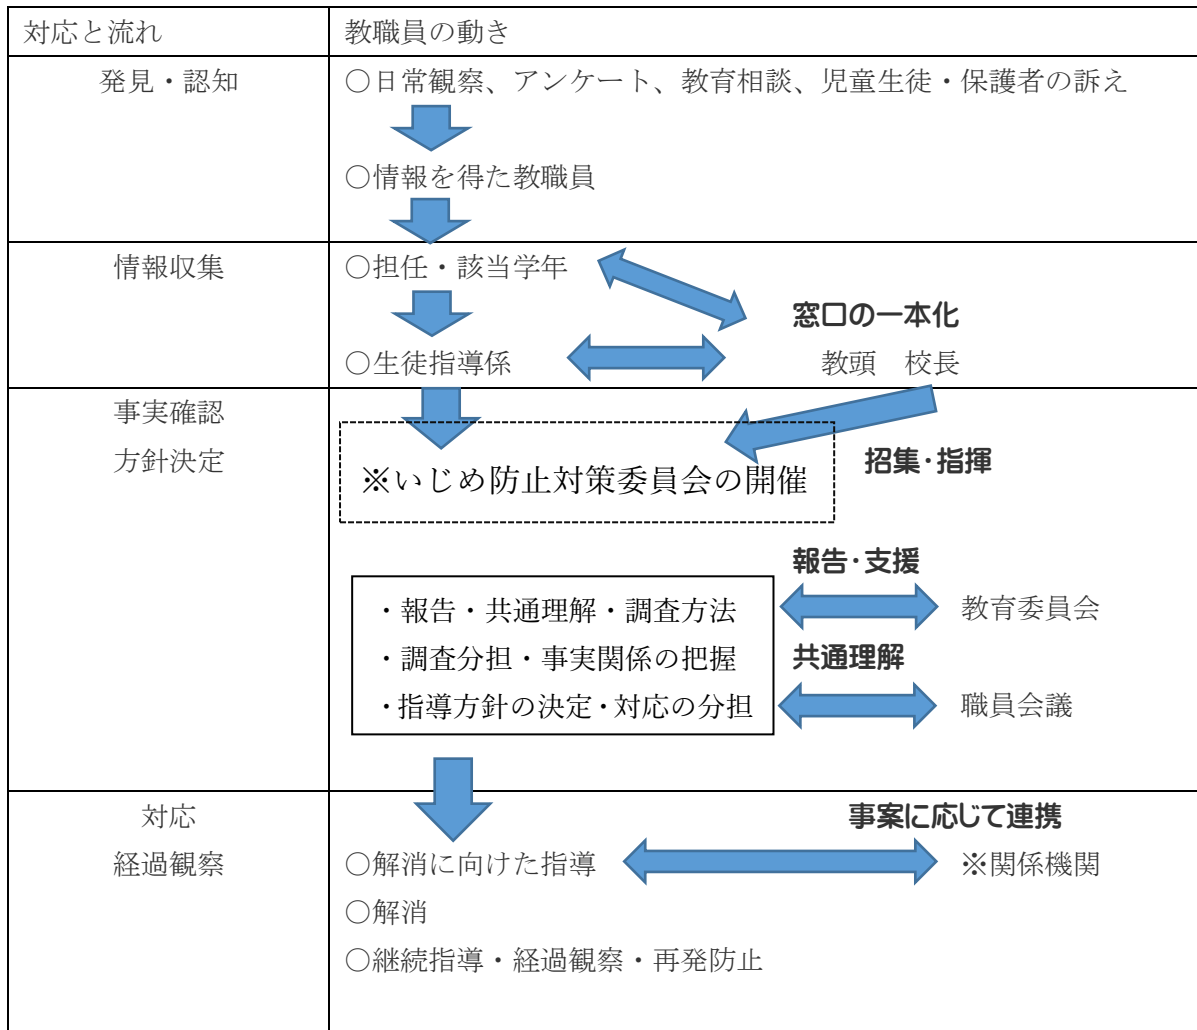 対応と流れ
教職員の動き
発見・認知
○日常観察、アンケート、教育相談、児童生徒・保護者の訴え
○情報を得た教職員
情報収集
○担任・該当学年
窓口の一本化
○生徒指導係
教頭　校長
事実確認
方針決定
招集・指揮
※いじめ防止対策委員会の開催
報告・支援
・報告・共通理解・調査方法
教育委員会
・調査分担・事実関係の把握
共通理解
・指導方針の決定・対応の分担
職員会議
対応
経過観察
事案に応じて連携
○解消に向けた指導
※関係機関
○解消
○継続指導・経過観察・再発防止